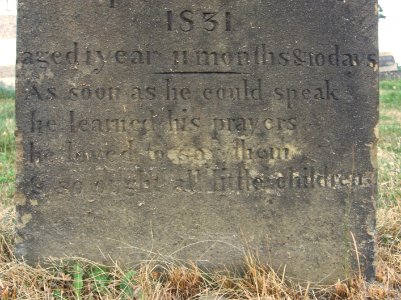 1831
aged 1 year 11 months & 10 days
As soon as he could speak
he learned his prayers
he loved to say them
& so ought all little children